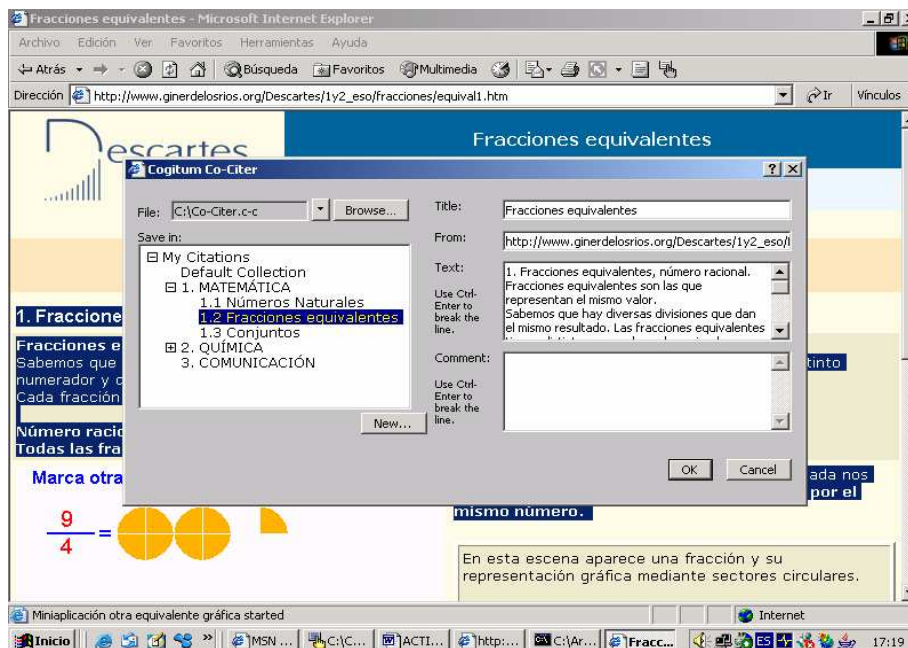 Fracciones equivalentes - Microsoft Internet Explorer
Archivo Edición Ver Favoritos Herramientas Ayuda
Atrás Búsqueda Favoritos Multimedia
Dirección http://www.ginerdelosrios.org/Descartes/1y2_eso/fracciones/equival1.htm Ir Vínculos
Descartes
Fracciones equivalentes
Cogitum Co-Citer
File: C:\Co-Citer.c-c Browse...
Save in:
My Citations
Default Collection
1. MATEMÁTICA
1.1 Números Naturales
1.2 Fracciones equivalentes
1.3 Conjuntos
2. QUÍMICA
3. COMUNICACIÓN
New...
Title: Fracciones equivalentes
From: http://www.ginerdelosrios.org/Descartes/1y2_eso/
Text:
Use Ctrl-
Enter to
break the
line.
1. Fracciones equivalentes, número racional.
Fracciones equivalentes son las que
representan el mismo valor.
Sabemos que hay diversas divisiones que dan
el mismo resultado. Las fracciones equivalentes
Comment:
Use Ctrl-
Enter to
break the
line.
OK Cancel
1. Fraccione
Fracciones e
Sabemos que tinto
numerador y
Cada fracción
Número racio
Todas las fra
Marca otra
9
4
=
ada nos
por el
mismo número.
En esta escena aparece una fracción y su
representación gráfica mediante sectores circulares.
Miniaplicación otra equivalente gráfica started Internet
Inicio » MSN ... C:\C... ACTI... http:... C:\Ar... Fracc... ES 17:19